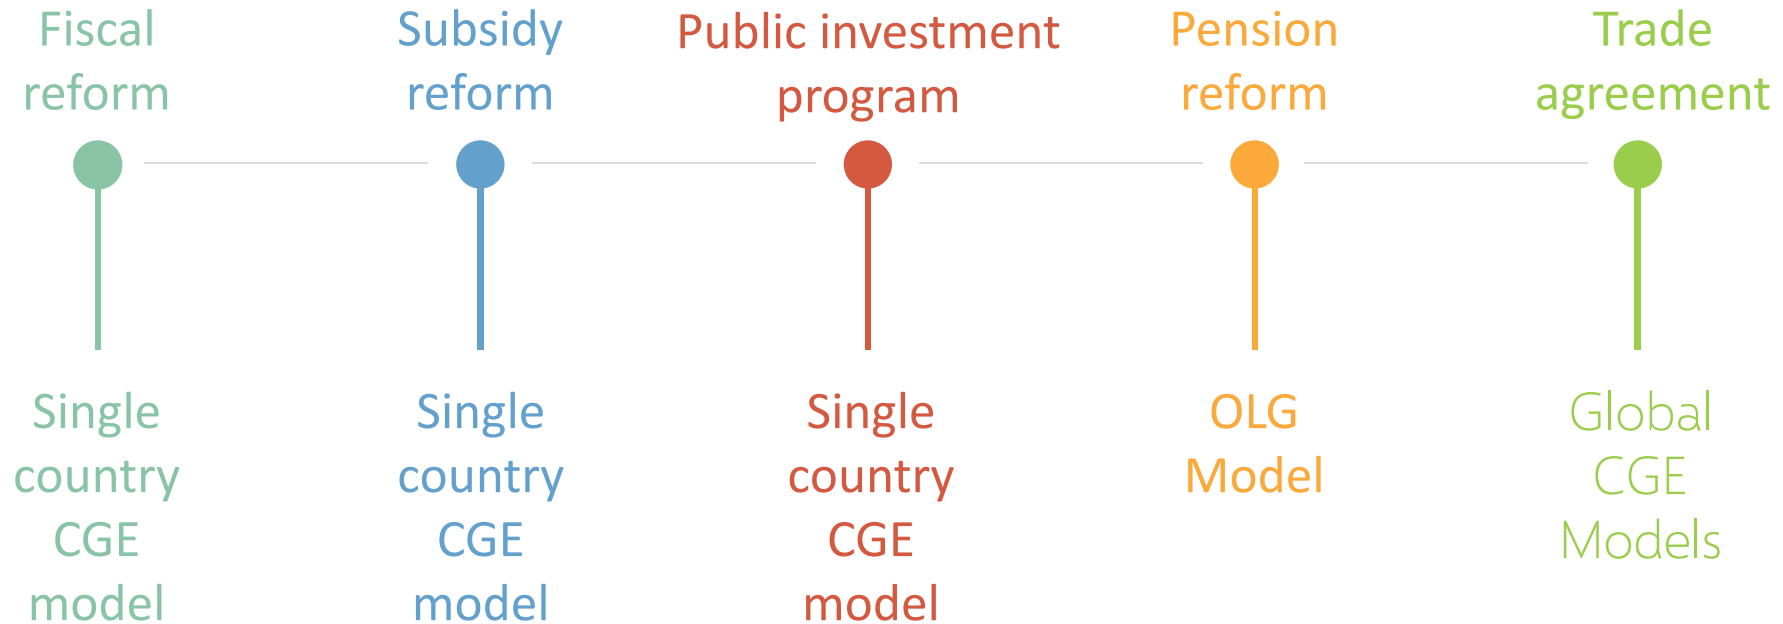 Fiscal
reform
Subsidy
reform
Public investment
program
Pension
reform
Trade
agreement
Single
country
CGE
model
Single
country
CGE
model
Single
country
CGE
model
OLG
Model
Global
CGE
Models